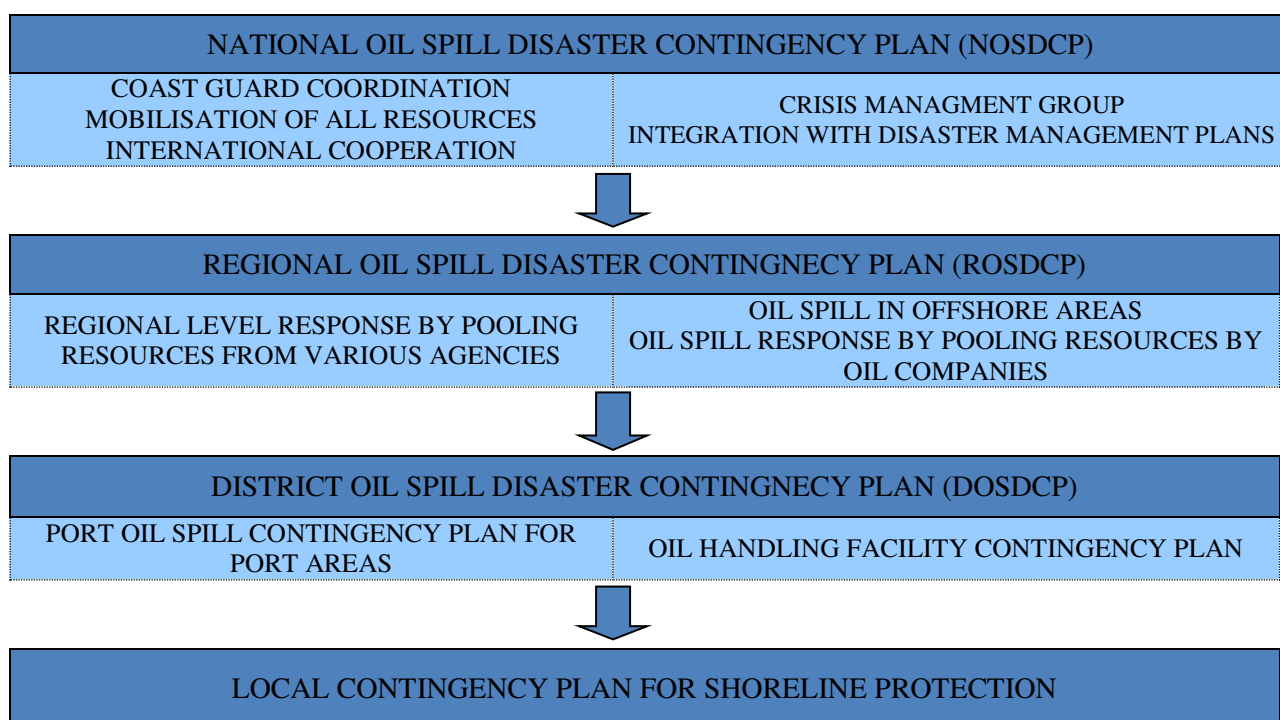 NATIONAL OIL SPILL DISASTER CONTINGENCY PLAN (NOSDCP)
COAST GUARD COORDINATION
MOBILISATION OF ALL RESOURCES
INTERNATIONAL COOPERATION
CRISIS MANAGMENT GROUP
INTEGRATION WITH DISASTER MANAGEMENT PLANS
REGIONAL OIL SPILL DISASTER CONTINGNECY PLAN (ROSDCP)
REGIONAL LEVEL RESPONSE BY POOLING
RESOURCES FROM VARIOUS AGENCIES
OIL SPILL IN OFFSHORE AREAS
OIL SPILL RESPONSE BY POOLING RESOURCES BY
OIL COMPANIES
DISTRICT OIL SPILL DISASTER CONTINGNECY PLAN (DOSDCP)
PORT OIL SPILL CONTINGENCY PLAN FOR
PORT AREAS
OIL HANDLING FACILITY CONTINGENCY PLAN
LOCAL CONTINGENCY PLAN FOR SHORELINE PROTECTION